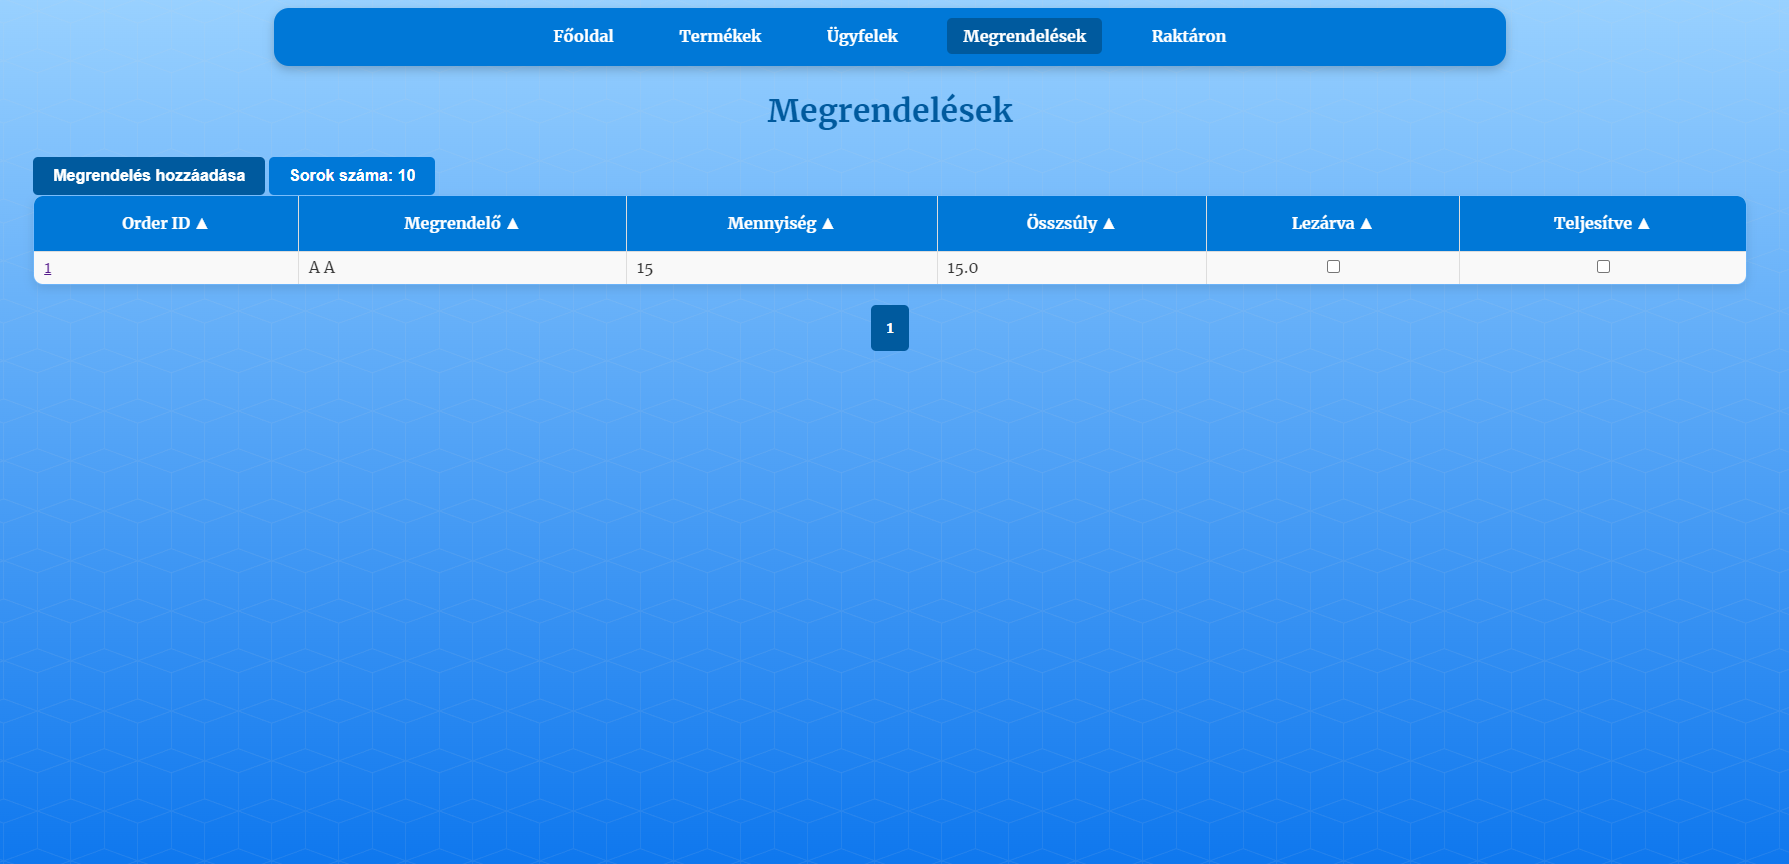 Főoldal Termékek Ügyfelek Megrendelések Raktáron
Megrendelések
Megrendelés hozzáadása Sorok száma: 10
Order ID ▲ Megrendelő ▲ Mennyiség ▲ Összsúly ▲ Lezárva ▲ Teljesítve ▲
1 A A 15 15.0
1